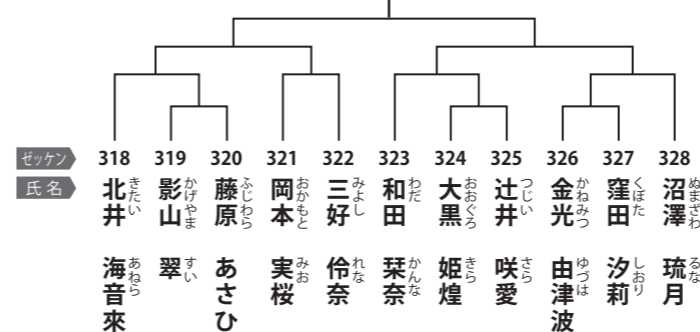 ゼッケン 318 319 320 321 322 323 324 325 326 327 328
氏名
北井 海音來
きたい あねら
影山 翠
かげやま すい
藤原 あさひ
ふじわら
岡本 実桜
おかもと みお
三好 伶奈
みよし れな
和田 栞奈
わだ かんな
大黒 姫煌
おおぐろ きら
辻井 咲愛
つじい さら
金光 由津波
かねみつ ゆづは
窪田 汐莉
くぼた しおり
沼澤 琉月
ぬまざわ るな